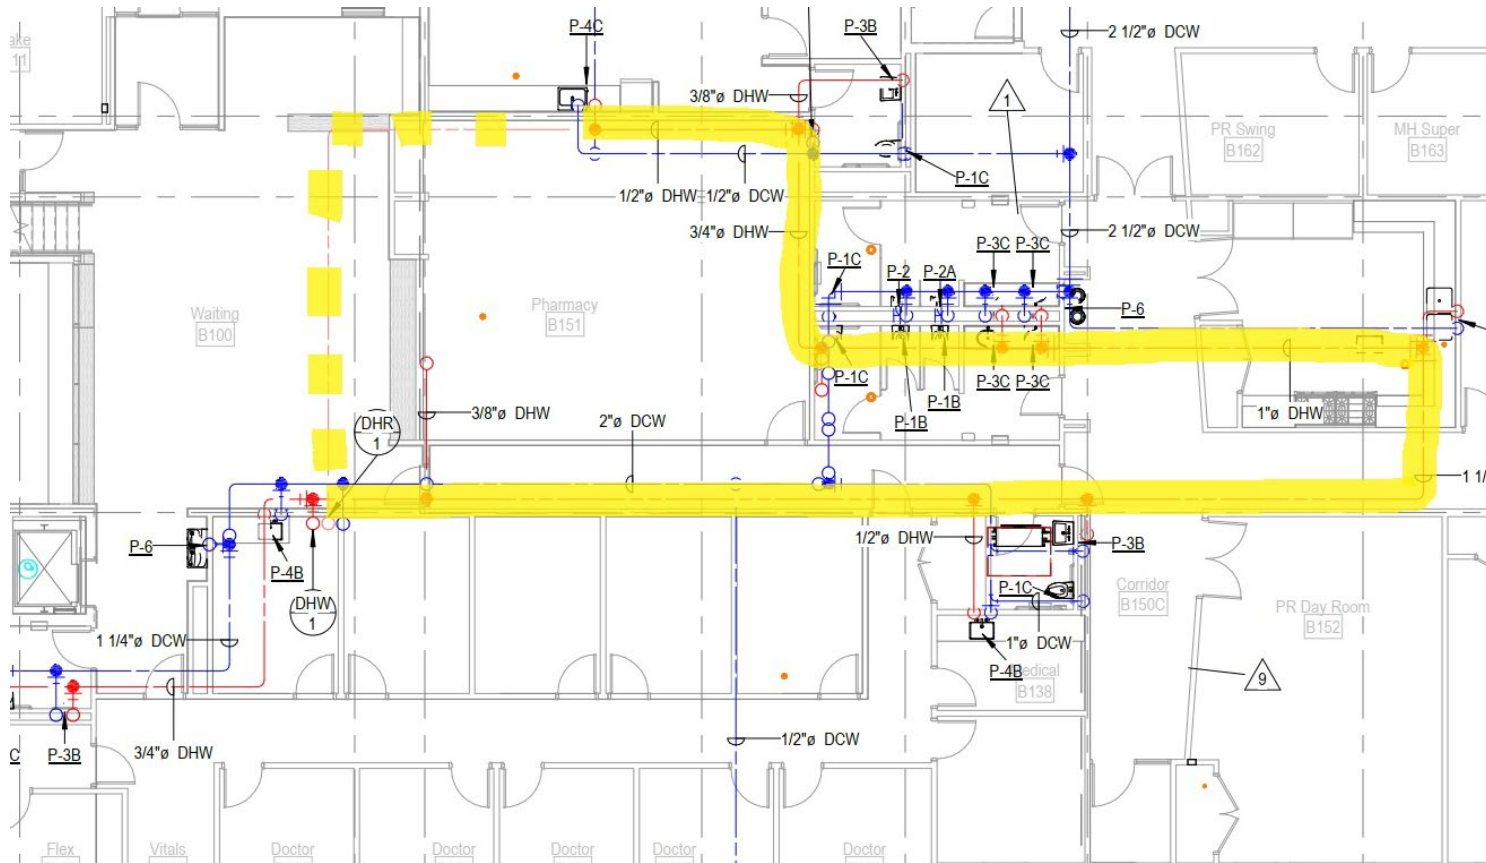 P-4C
P-3B
2 1/2"ø DCW
3/8"ø DHW
1
PR Swing
B162
MH Super
B163
P-1C
1/2"ø DHW
1/2"ø DCW
3/4"ø DHW
2 1/2"ø DCW
P-3C
P-3C
P-1C
P-2
P-2A
Pharmacy
B151
Waiting
B100
P-6
P-1C
P-3C
P-3C
P-1B
P-1B
1"ø DHW
3/8"ø DHW
2"ø DCW
DHR
1
P-6
P-4B
DHW
1
1/2"ø DHW
P-3B
P-1C
Corridor
B150C
PR Day Room
B152
1 1/4"ø DCW
1"ø DCW
P-4B
B138
9
P-3B
3/4"ø DHW
1/2"ø DCW
Flex
Vitals
Doctor
Doctor
Doctor
Doctor
Doctor